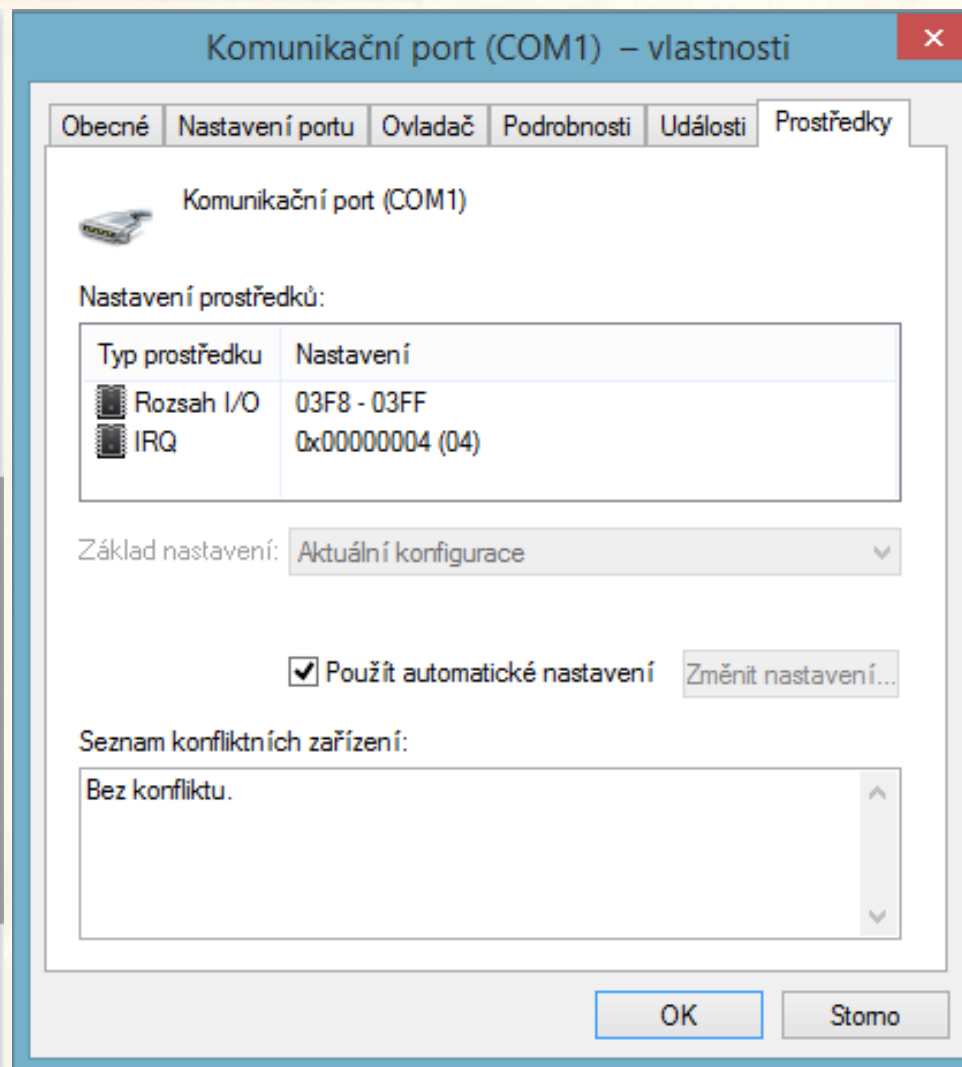 Komunikační port (COM1) – vlastnosti
Obecné Nastavení portu Ovladač Podrobnosti Události Prostředky
Komunikační port (COM1)
Nastavení prostředků:
Typ prostředku Nastavení
Rozsah I/O 03F8 - 03FF
IRQ 0x00000004 (04)
Základ nastavení: Aktuální konfigurace
Použít automatické nastavení Změnit nastavení...
Seznam konfliktních zařízení:
Bez konfliktu.
OK Storno